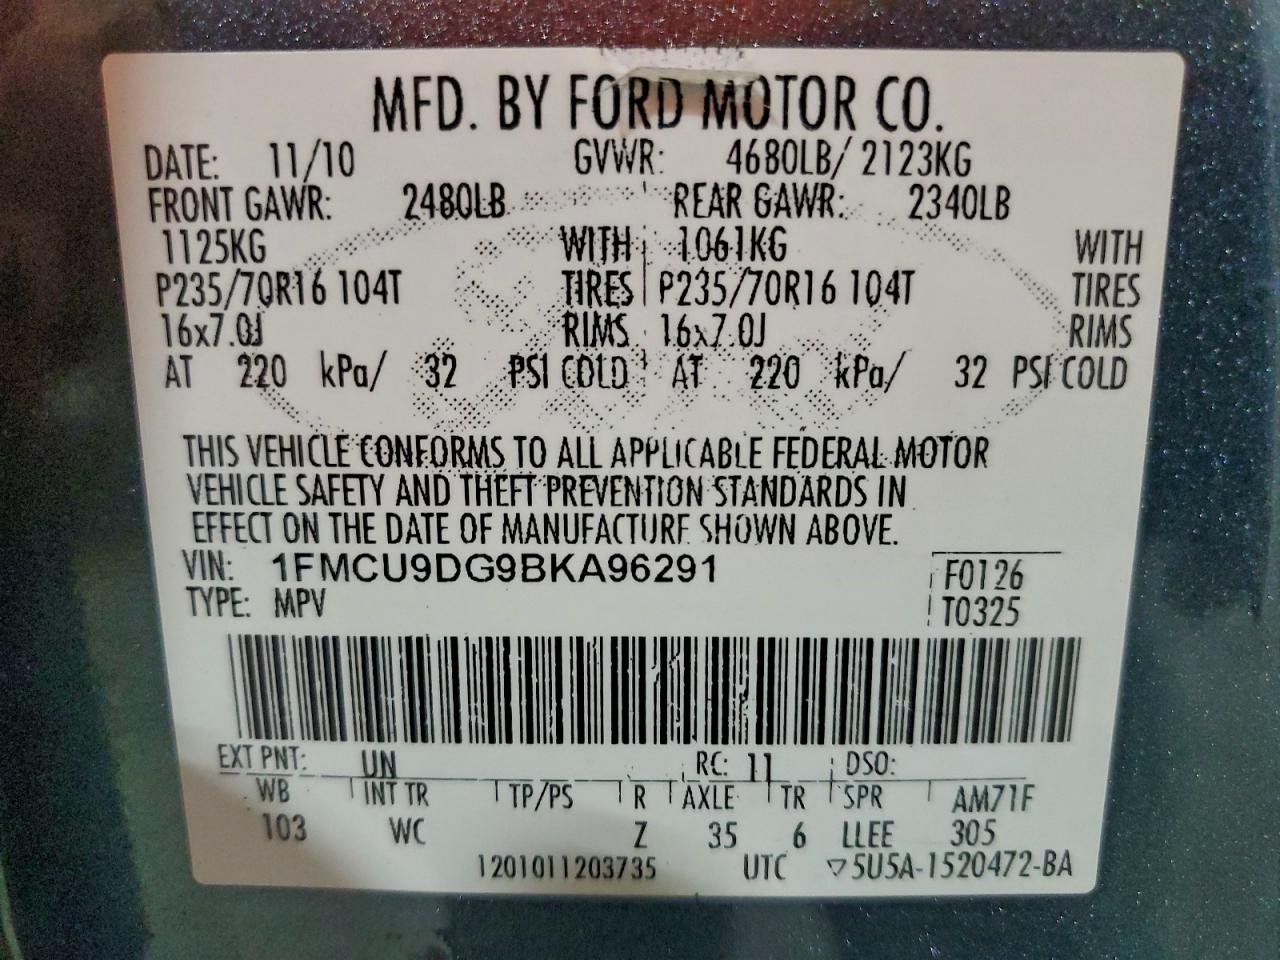 MFD. BY FORD MOTOR CO.
DATE: 11/10 GVWR: 4680LB/ 2123KG
FRONT GAWR: 2480LB REAR GAWR: 2340LB
1125KG WITH 1061KG WITH
P235/70R16 104T TIRES P235/70R16 104T TIRES
16x7.0J RIMS 16x7.0J RIMS
AT 220 kPa/ 32 PSI COLD AT 220 kPa/ 32 PSI COLD
THIS VEHICLE CONFORMS TO ALL APPLICABLE FEDERAL MOTOR
VEHICLE SAFETY AND THEFT PREVENTION STANDARDS IN
EFFECT ON THE DATE OF MANUFACTURE SHOWN ABOVE.
VIN: 1FMCU9DG9BKA96291 F0126
TYPE: MPV T0325
EXT PNT: UN RC: 11 DSO:
WB INT TR TP/PS R AXLE TR SPR AM71F
103 WC Z 35 6 LLEE 305
1201011203735 UTC ▽5U5A-1520472-BA